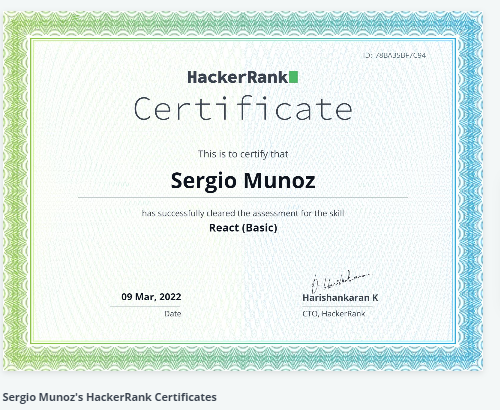 ID: 78BA35BF7C94
HackerRank
Certificate
This is to certify that
Sergio Munoz
has successfully cleared the assessment for the skill
React (Basic)
09 Mar, 2022
Date
Harishankaran K
CTO, HackerRank
Sergio Munoz's HackerRank Certificates